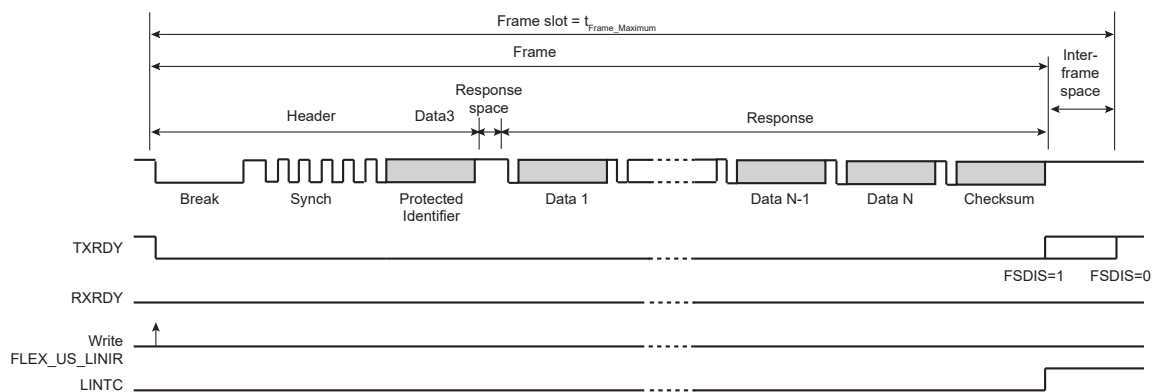 Frame slot = tFrame_Maximum
Frame
Inter-
frame
space
Response
space
Header
Data3
Response
Break
Synch
Protected
Identifier
Data 1
Data N-1
Data N
Checksum
TXRDY
FSDIS=1
FSDIS=0
RXRDY
Write
FLEX_US_LINIR
LINTC